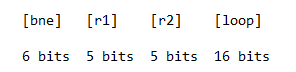 [bne] [r1] [r2] [loop]
6 bits 5 bits 5 bits 16 bits